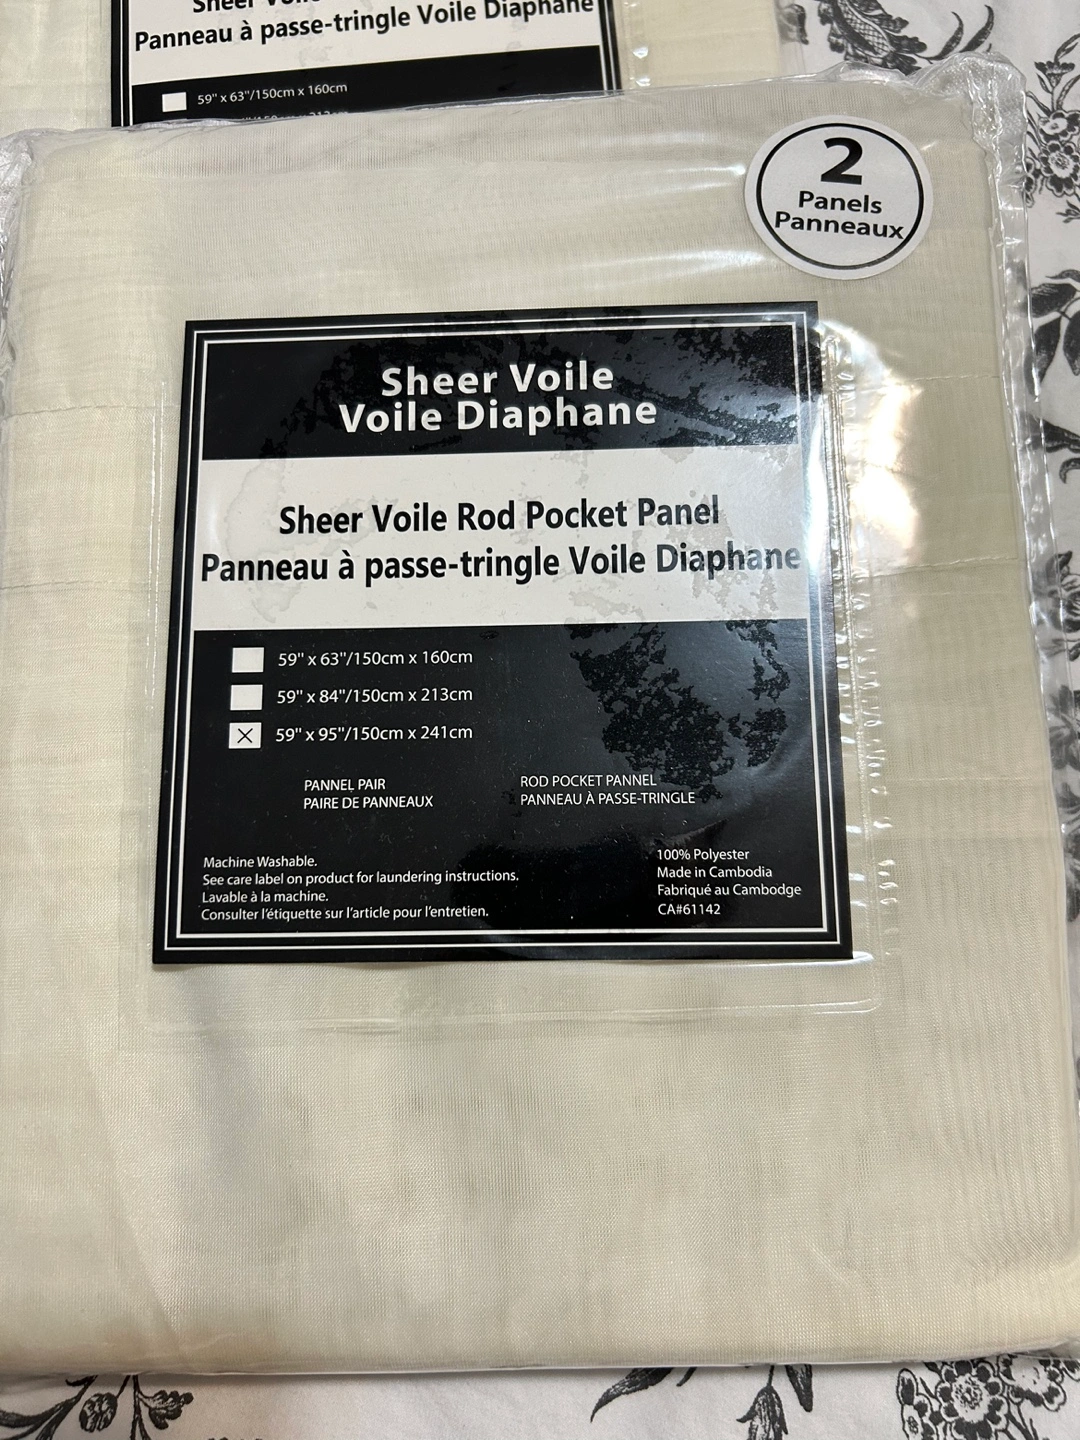 Panneau à passe-tringle Voile Diaphane
59" x 63"/150cm x 160cm
2
Panels
Panneaux
Sheer Voile
Voile Diaphane
Sheer Voile Rod Pocket Panel
Panneau à passe-tringle Voile Diaphane
59" x 63"/150cm x 160cm
59" x 84"/150cm x 213cm
59" x 95"/150cm x 241cm
PANNEL PAIR
PAIRE DE PANNEAUX
ROD POCKET PANNEL
PANNEAU À PASSE-TRINGLE
Machine Washable.
See care label on product for laundering instructions.
Lavable à la machine.
Consulter l'étiquette sur l'article pour l'entretien.
100% Polyester
Made in Cambodia
Fabriqué au Cambodge
CA#61142